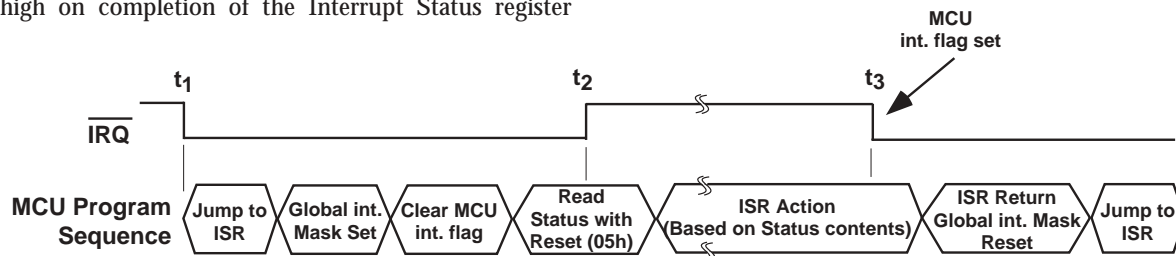 high on completion of the Interrupt Status register
MCU
int. flag set
t1
t2
t3
IRQ
MCU Program
Sequence
Jump to
ISR
Global int.
Mask Set
Clear MCU
int. flag
Read
Status with
Reset (05h)
ISR Action
(Based on Status contents)
ISR Return
Global int. Mask
Reset
Jump to
ISR